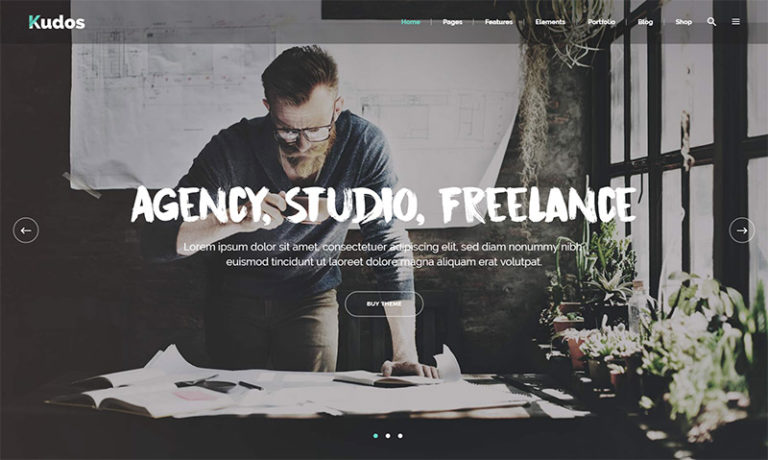 Kudos
Home
Pages
Features
Elements
Portfolio
Blog
Shop
AGENCY, STUDIO, FREELANCE
Lorem ipsum dolor sit amet, consectetuer adipiscing elit, sed diam nonummy nibh
euismod tincidunt ut laoreet dolore magna aliquam erat volutpat.
BUY THEME